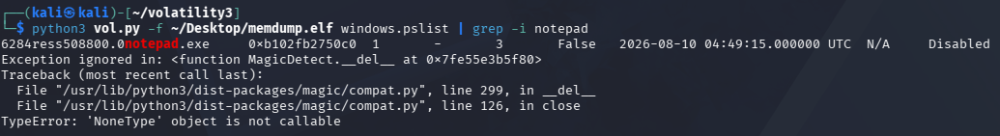 ┌──(kali㉿kali)-[~/volatility3]
└─$ python3 vol.py -f ~/Desktop/memdump.elf windows.pslist | grep -i notepad
6284ress508800.0notepad.exe     0×b102fb2750c0  1       -       3       False   2026-08-10 04:49:15.000000 UTC  N/A     Disabled
Exception ignored in: <function MagicDetect.__del__ at 0×7fe55e3b5f80>
Traceback (most recent call last):
  File "/usr/lib/python3/dist-packages/magic/compat.py", line 299, in __del__
  File "/usr/lib/python3/dist-packages/magic/compat.py", line 126, in close
TypeError: 'NoneType' object is not callable